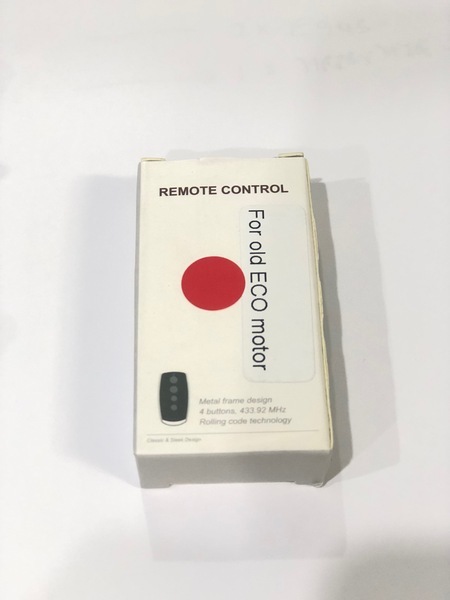 REMOTE CONTROL
For old ECO motor
Metal frame design
4 buttons, 433.92 MHz
Rolling code technology
Classic & Sleek Design